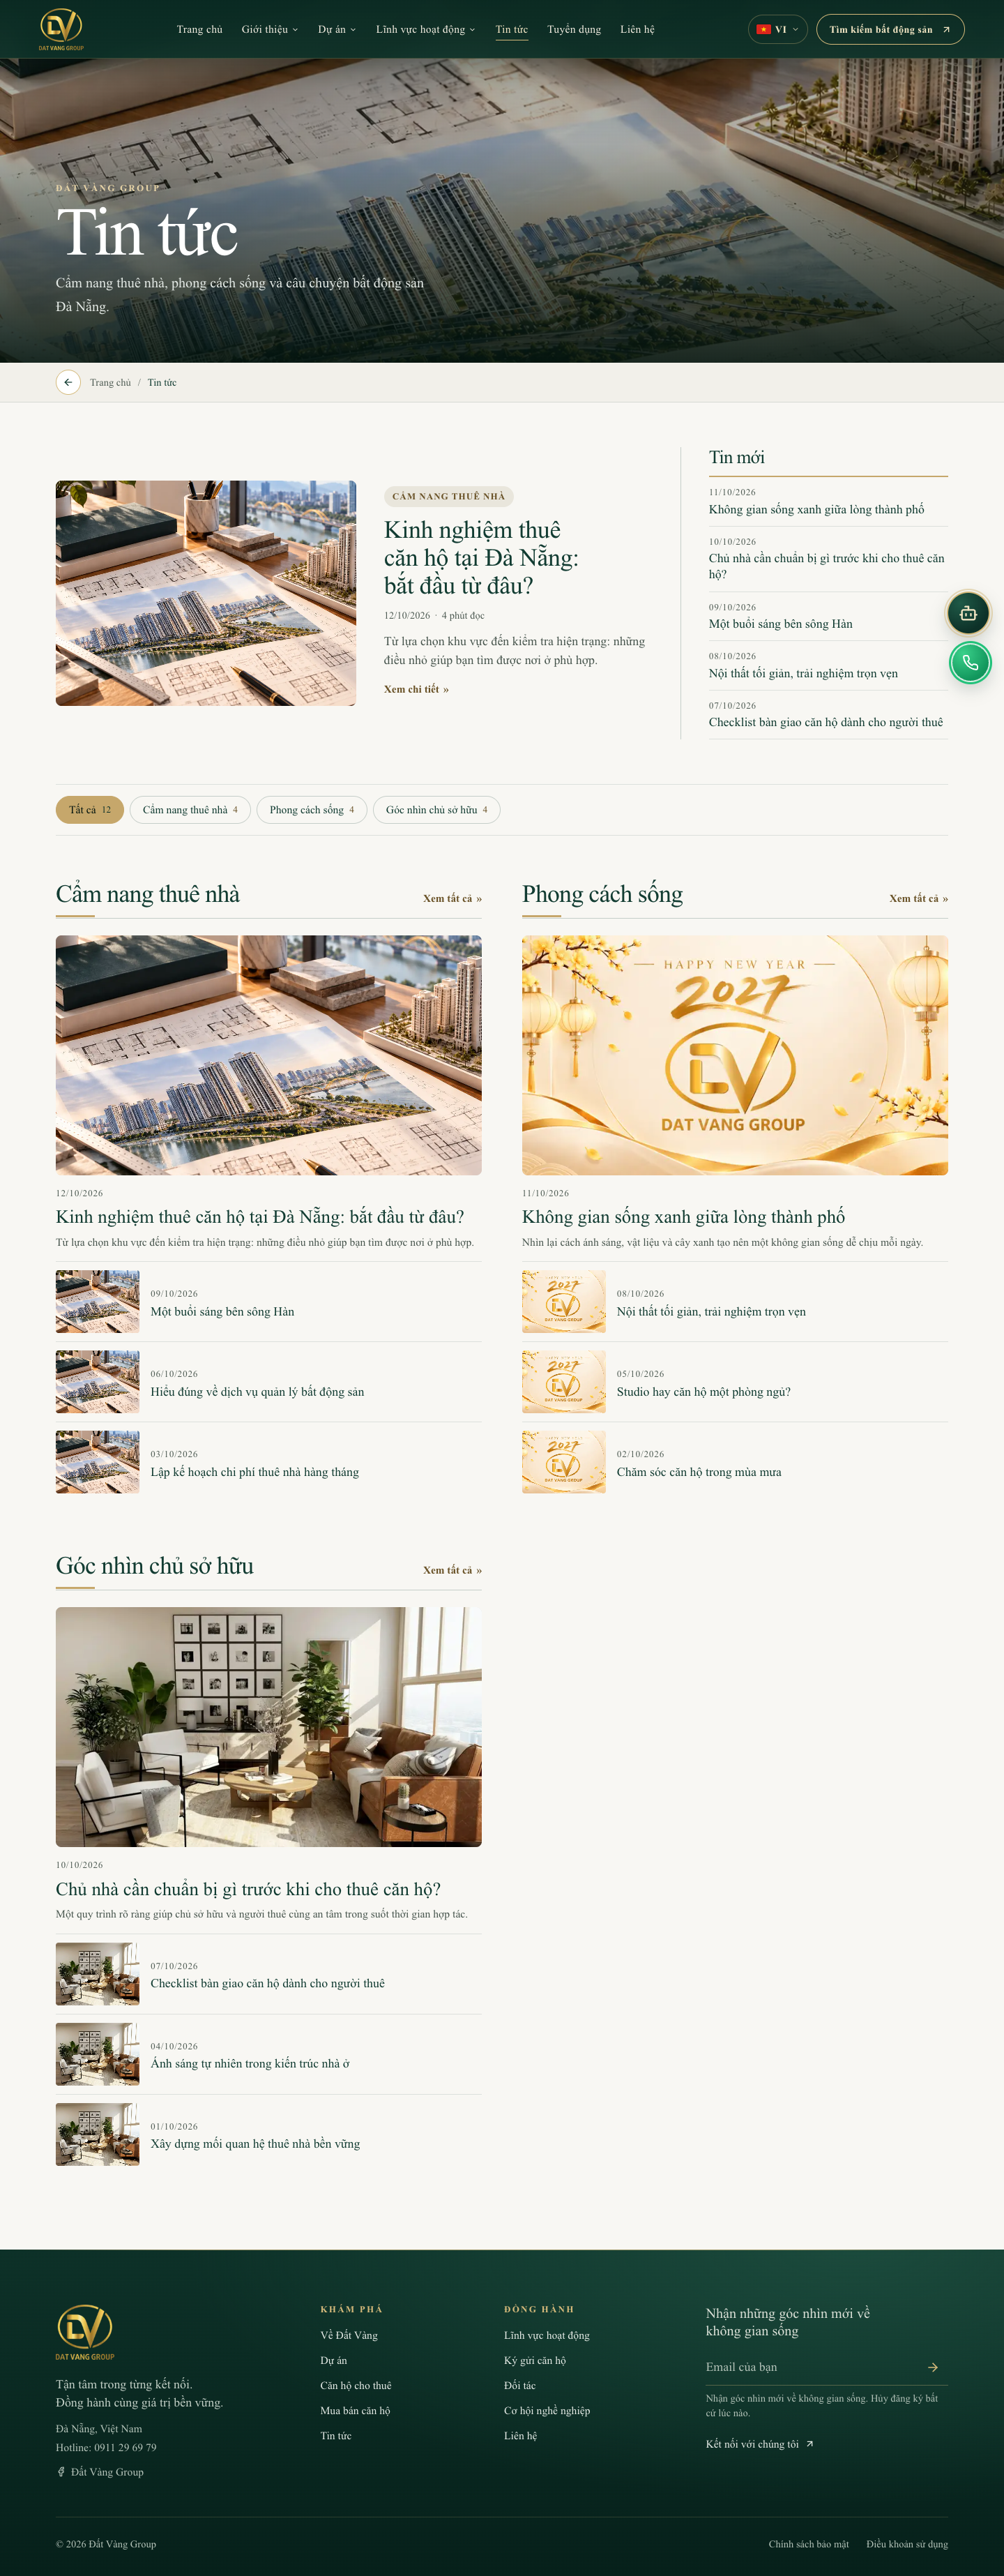 DAT VANG GROUP
Trang chủ
Giới thiệu
Dự án
Lĩnh vực hoạt động
Tin tức
Tuyển dụng
Liên hệ
VI
Tìm kiếm bất động sản
ĐẤT VÀNG GROUP
Tin tức
Cẩm nang thuê nhà, phong cách sống và câu chuyện bất động sản
Đà Nẵng.
Trang chủ / Tin tức
CẨM NANG THUÊ NHÀ
Kinh nghiệm thuê
căn hộ tại Đà Nẵng:
bắt đầu từ đâu?
12/10/2026 · 4 phút đọc
Từ lựa chọn khu vực đến kiểm tra hiện trạng: những
điều nhỏ giúp bạn tìm được nơi ở phù hợp.
Xem chi tiết »
Tin mới
11/10/2026
Không gian sống xanh giữa lòng thành phố
10/10/2026
Chủ nhà cần chuẩn bị gì trước khi cho thuê căn
hộ?
09/10/2026
Một buổi sáng bên sông Hàn
08/10/2026
Nội thất tối giản, trải nghiệm trọn vẹn
07/10/2026
Checklist bàn giao căn hộ dành cho người thuê
Tất cả 12
Cẩm nang thuê nhà 4
Phong cách sống 4
Góc nhìn chủ sở hữu 4
Cẩm nang thuê nhà
Xem tất cả »
12/10/2026
Kinh nghiệm thuê căn hộ tại Đà Nẵng: bắt đầu từ đâu?
Từ lựa chọn khu vực đến kiểm tra hiện trạng: những điều nhỏ giúp bạn tìm được nơi ở phù hợp.
09/10/2026
Một buổi sáng bên sông Hàn
06/10/2026
Hiểu đúng về dịch vụ quản lý bất động sản
03/10/2026
Lập kế hoạch chi phí thuê nhà hàng tháng
Phong cách sống
Xem tất cả »
HAPPY NEW YEAR
2027
DAT VANG GROUP
11/10/2026
Không gian sống xanh giữa lòng thành phố
Nhìn lại cách ánh sáng, vật liệu và cây xanh tạo nên một không gian sống dễ chịu mỗi ngày.
2027
DAT VANG GROUP
08/10/2026
Nội thất tối giản, trải nghiệm trọn vẹn
2027
DAT VANG GROUP
05/10/2026
Studio hay căn hộ một phòng ngủ?
2027
DAT VANG GROUP
02/10/2026
Chăm sóc căn hộ trong mùa mưa
Góc nhìn chủ sở hữu
Xem tất cả »
10/10/2026
Chủ nhà cần chuẩn bị gì trước khi cho thuê căn hộ?
Một quy trình rõ ràng giúp chủ sở hữu và người thuê cùng an tâm trong suốt thời gian hợp tác.
07/10/2026
Checklist bàn giao căn hộ dành cho người thuê
04/10/2026
Ánh sáng tự nhiên trong kiến trúc nhà ở
01/10/2026
Xây dựng mối quan hệ thuê nhà bền vững
DAT VANG GROUP
Tận tâm trong từng kết nối.
Đồng hành cùng giá trị bền vững.
Đà Nẵng, Việt Nam
Hotline: 0911 29 69 79
Đất Vàng Group
KHÁM PHÁ
Về Đất Vàng
Dự án
Căn hộ cho thuê
Mua bán căn hộ
Tin tức
ĐỒNG HÀNH
Lĩnh vực hoạt động
Ký gửi căn hộ
Đối tác
Cơ hội nghề nghiệp
Liên hệ
Nhận những góc nhìn mới về
không gian sống
Email của bạn
Nhận góc nhìn mới về không gian sống. Hủy đăng ký bất
cứ lúc nào.
Kết nối với chúng tôi
© 2026 Đất Vàng Group
Chính sách bảo mật
Điều khoản sử dụng